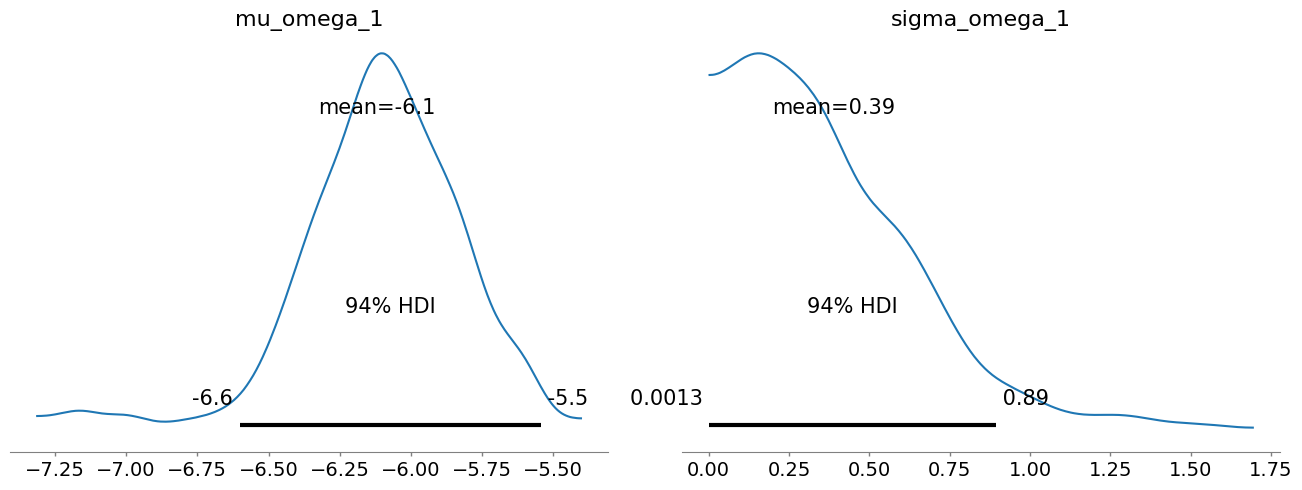 mu_omega_1
mean=-6.1
94% HDI
-6.6
-5.5
−7.25 −7.00 −6.75 −6.50 −6.25 −6.00 −5.75 −5.50
sigma_omega_1
mean=0.39
94% HDI
0.0013
0.89
0.00 0.25 0.50 0.75 1.00 1.25 1.50 1.75